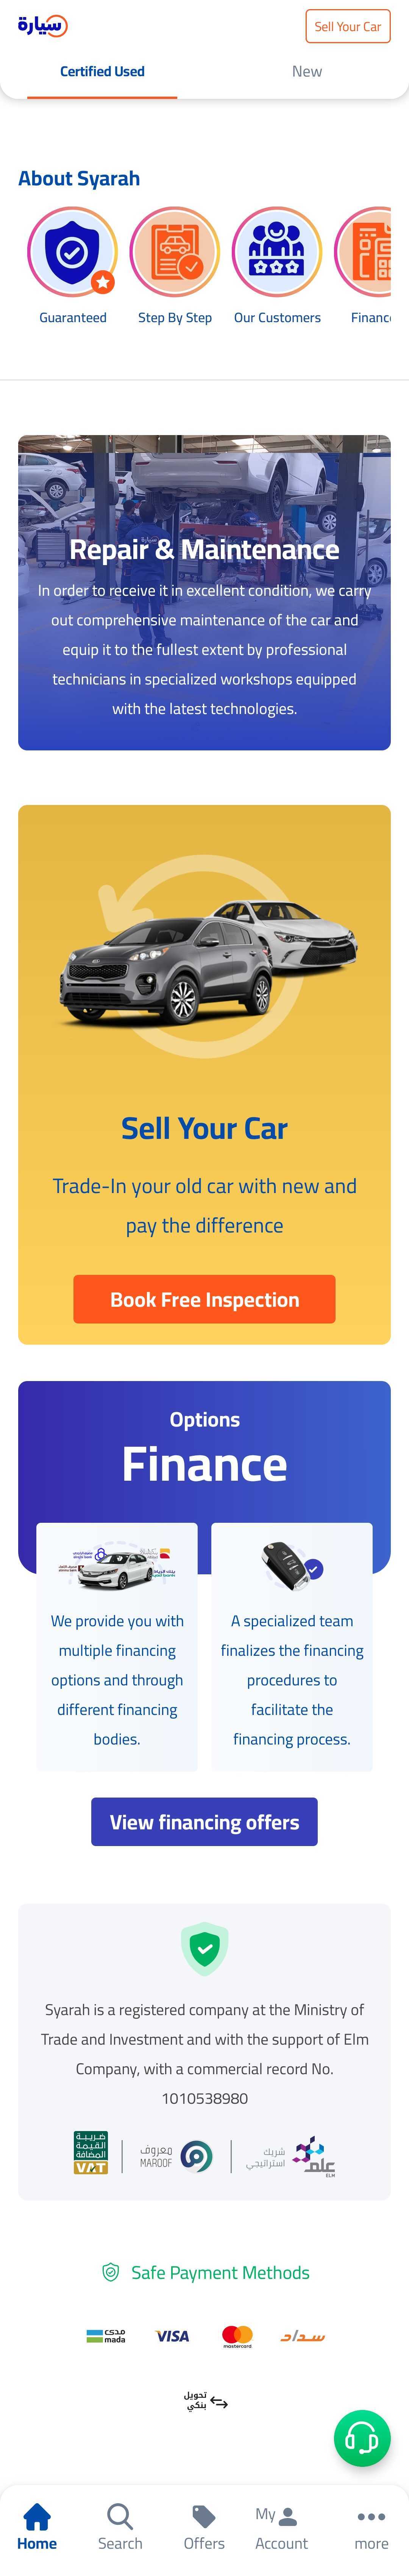 سيارة
Sell Your Car
Certified Used
New
About Syarah
Guaranteed
Step By Step
Our Customers
Financ
Repair & Maintenance
In order to receive it in excellent condition, we carry
out comprehensive maintenance of the car and
equip it to the fullest extent by professional
technicians in specialized workshops equipped
with the latest technologies.
Sell Your Car
Trade-In your old car with new and
pay the difference
Book Free Inspection
Options
Finance
We provide you with
multiple financing
options and through
different financing
bodies.
A specialized team
finalizes the financing
procedures to
facilitate the
financing process.
View financing offers
Syarah is a registered company at the Ministry of
Trade and Investment and with the support of Elm
Company, with a commercial record No.
1010538980
ضريبة
القيمة
المضافة
VAT
معروف
MAROOF
شريك
استراتيجي
علم
ELM
Safe Payment Methods
مدى
mada
VISA
mastercard
سداد
تحويل
بنكي
Home
Search
Offers
My
Account
more